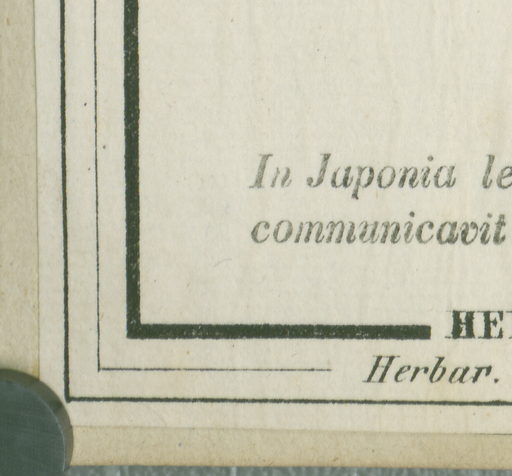 In Japonia le
communicavit
HE
Herbar.